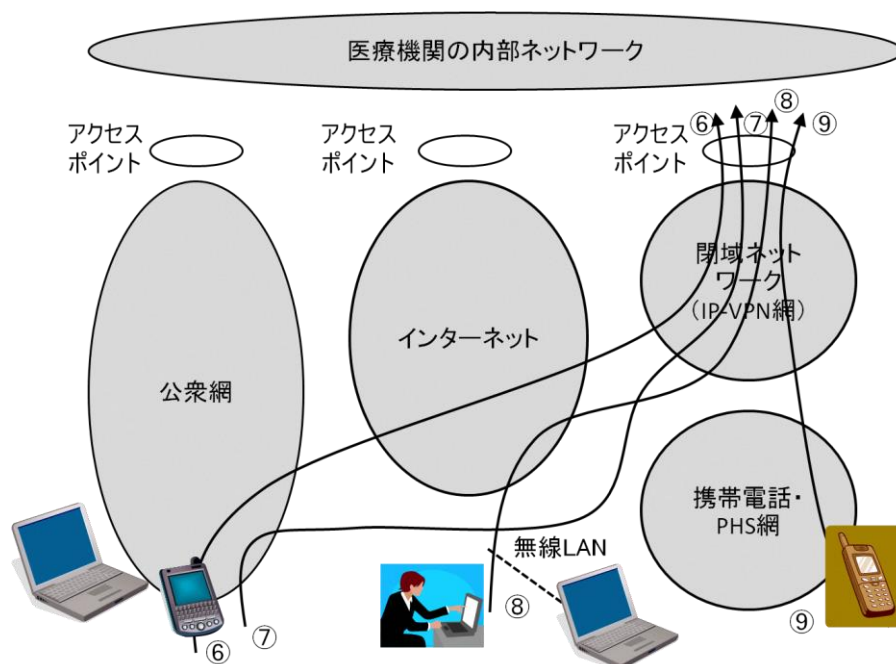 医療機関の内部ネットワーク
アクセス
ポイント
アクセス
ポイント
アクセス
ポイント
⑥
⑦
⑧
⑨
閉域ネット
ワーク
（IP-VPN網）
インターネット
公衆網
携帯電話・
PHS網
無線LAN
⑥
⑦
⑧
⑨